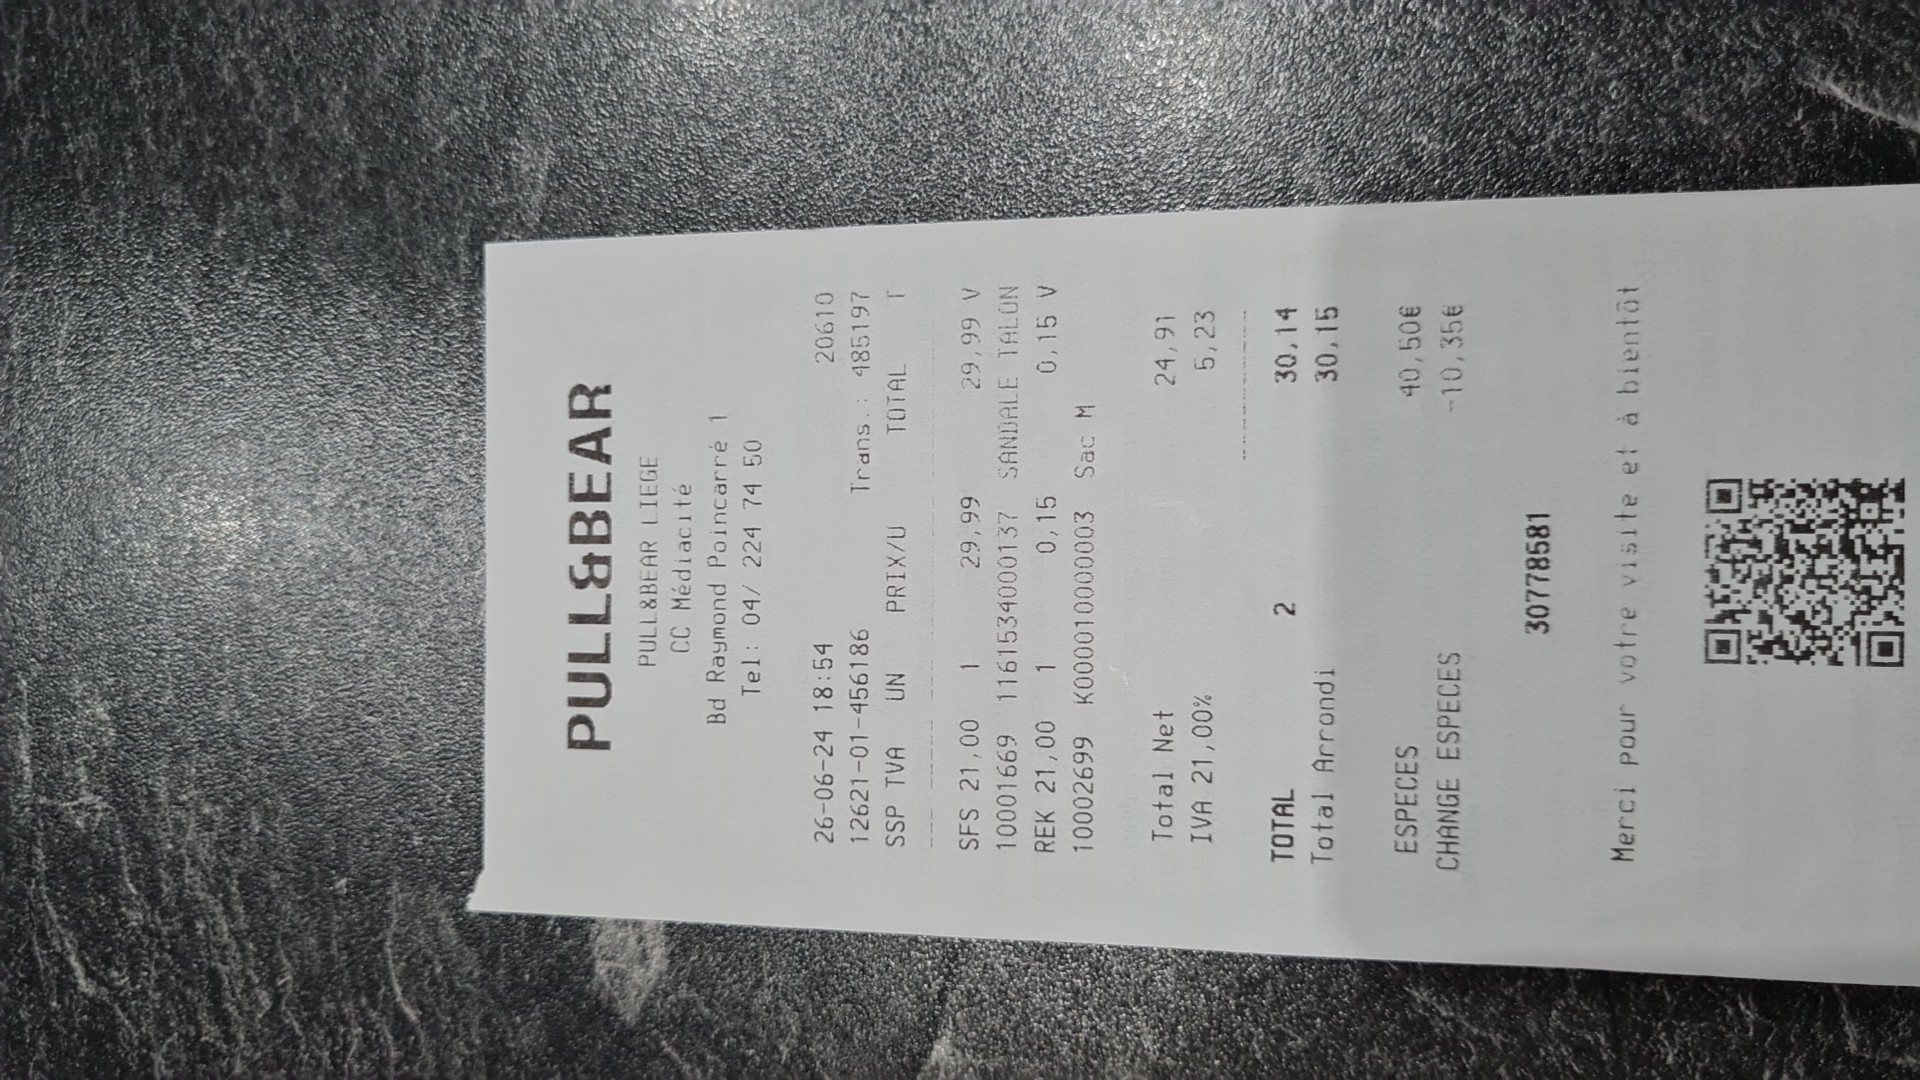 PULL&BEAR
PULL&BEAR LIEGE
CC Médiacité
Bd Raymond Poincarré 1
Tel: 04/ 224 74 50
26-06-24 18:54 20610
12621-01-456186 Trans.: 485197
SSP TVA UN PRIX/U TOTAL T
SFS 21,00 1 29,99 29,99 V
10001669 1161534000137 SANDALE TALON
REK 21,00 1 0,15 0,15 V
10002699 K0000100000003 Sac M
Total Net 24,91
IVA 21,00% 5,23
TOTAL 2 30,14
Total Arrondi 30,15
ESPECES 40,50€
CHANGE ESPECES -10,35€
307788581
Merci pour votre visite et à bientôt